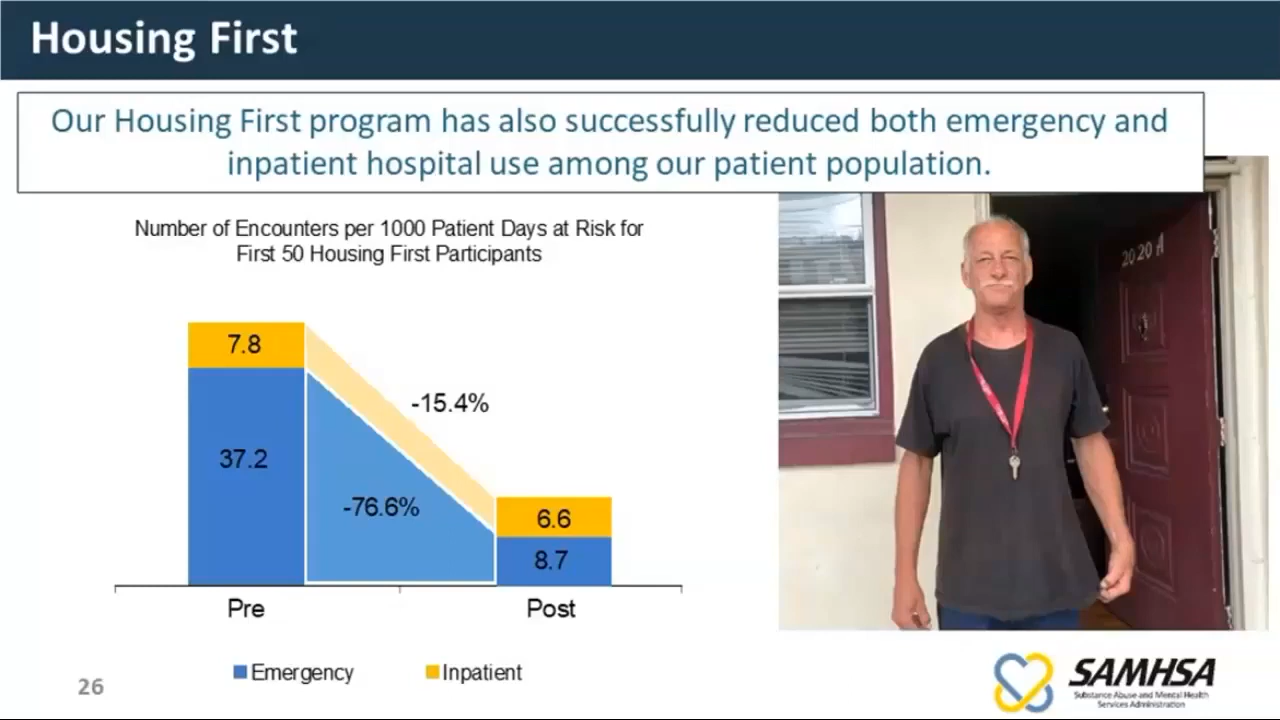 Housing First
Our Housing First program has also successfully reduced both emergency and
inpatient hospital use among our patient population.
Number of Encounters per 1000 Patient Days at Risk for
First 50 Housing First Participants
7.8
37.2
-15.4%
-76.6%
6.6
8.7
Pre
Post
Emergency
Inpatient
2020 A
26
SAMHSA
Substance Abuse and Mental Health
Services Administration